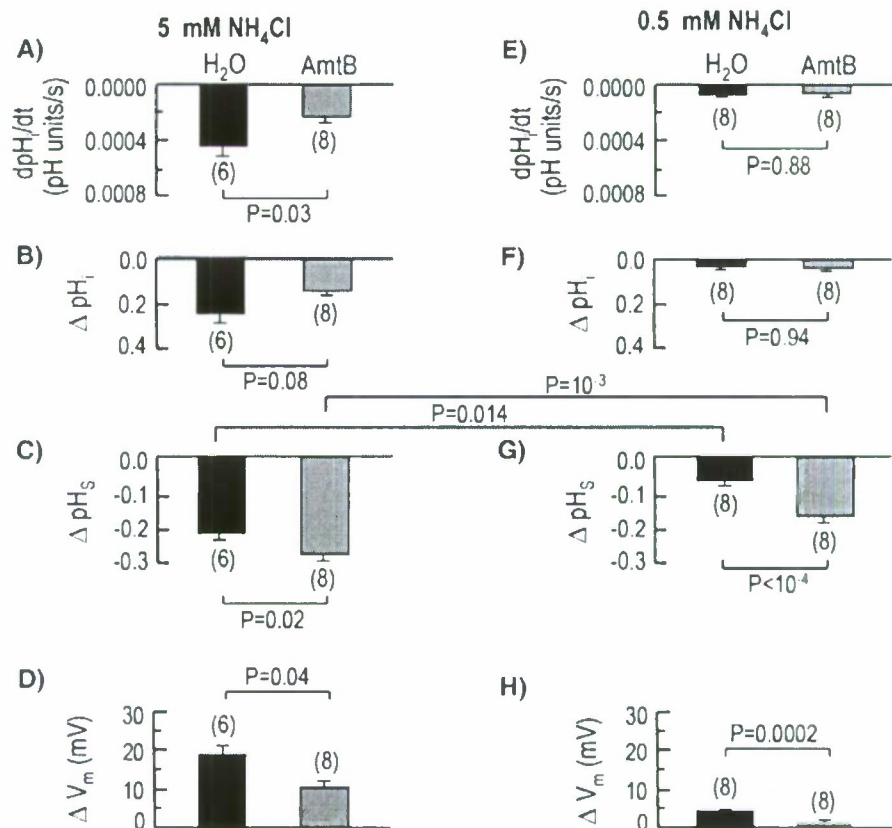 5 mM NH₄Cl
0.5 mM NH₄Cl
A)
H₂O
AmtB
dpHᵢ/dt
(pH units/s)
0.0000
0.0004
0.0008
(6)
(8)
P=0.03
E)
H₂O
AmtB
dpHᵢ/dt
(pH units/s)
0.0000
0.0004
0.0008
(8)
(8)
P=0.88
B)
Δ pHᵢ
0.0
0.2
0.4
(6)
(8)
P=0.08
F)
Δ pHᵢ
0.0
0.2
0.4
(8)
(8)
P=0.94
P=10⁻³
P=0.014
C)
Δ pH_S
0.0
-0.1
-0.2
-0.3
(6)
(8)
P=0.02
G)
Δ pH_S
0.0
-0.1
-0.2
-0.3
(8)
(8)
P<10⁻⁴
D)
P=0.04
Δ V_m (mV)
30
20
10
0
(6)
(8)
H)
P=0.0002
Δ V_m (mV)
30
20
10
0
(8)
(8)